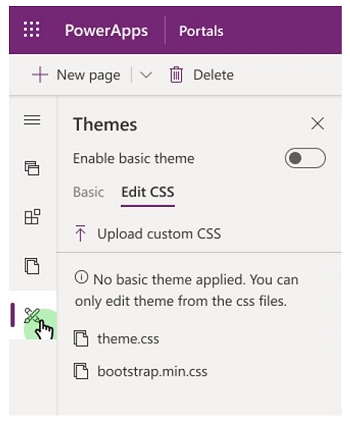 PowerApps Portals
New page Delete
Themes
Enable basic theme
Basic Edit CSS
Upload custom CSS
No basic theme applied. You can
only edit theme from the css files.
theme.css
bootstrap.min.css